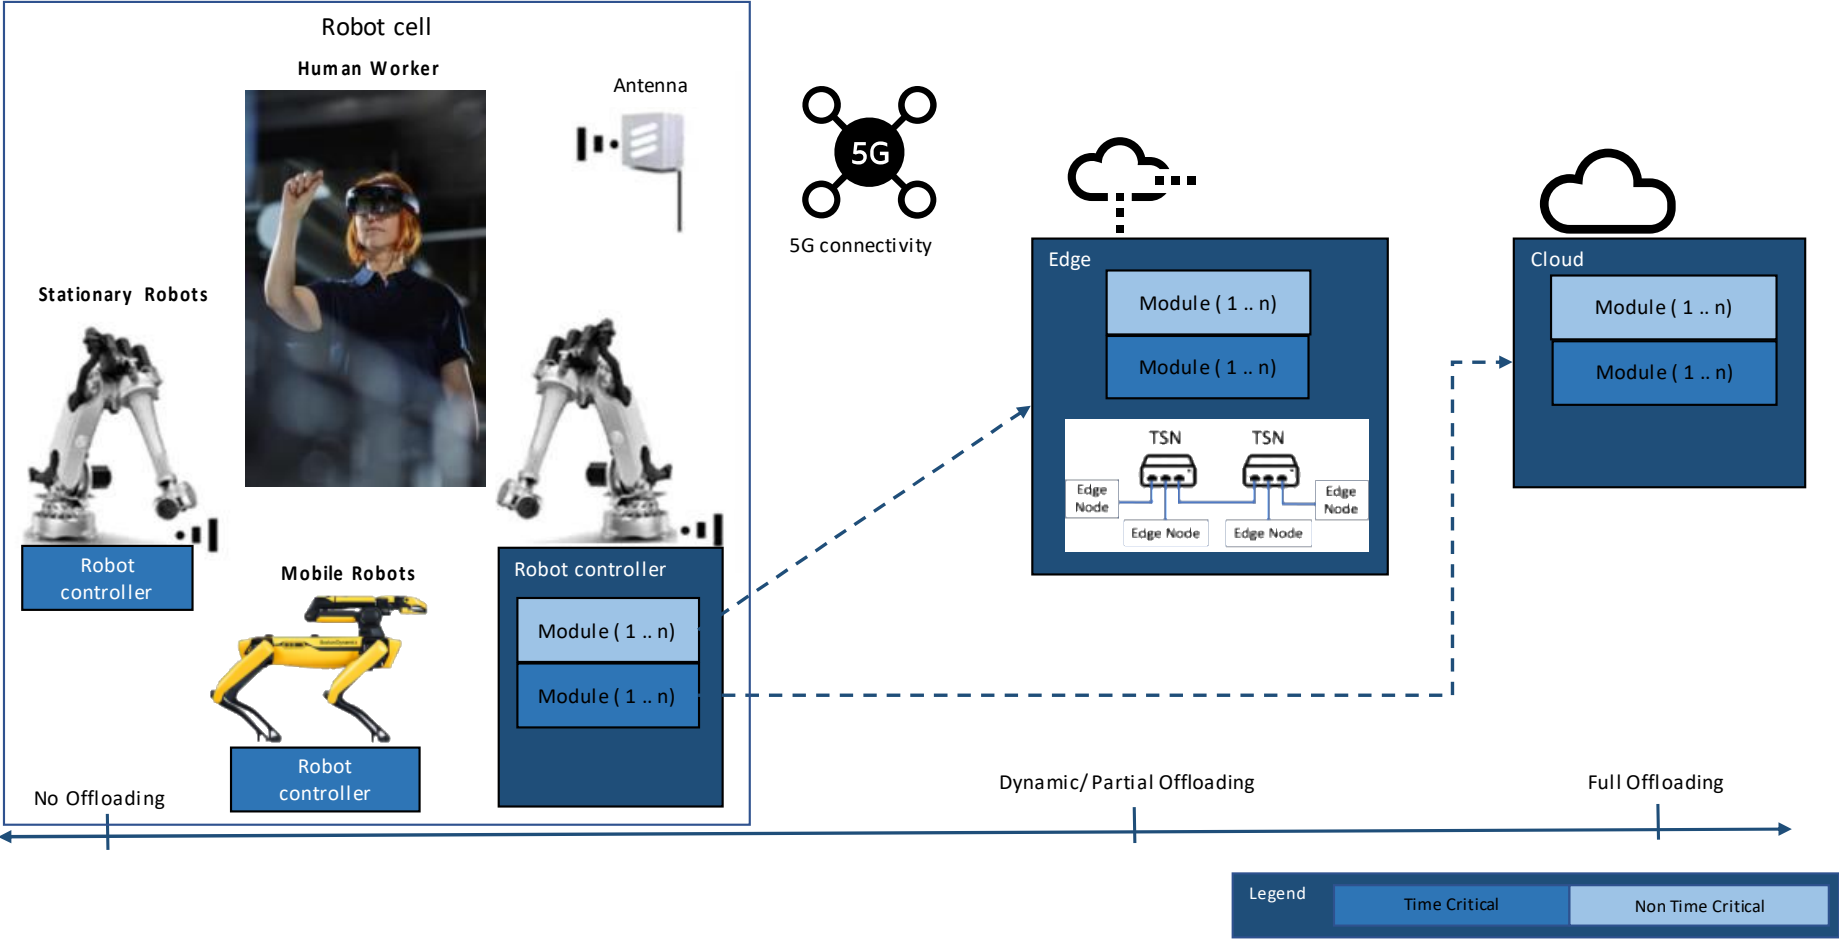 Robot cell
Human Worker
Antenna
5G
5G connectivity
Stationary Robots
Robot
controller
Mobile Robots
Robot
controller
Robot controller
Module ( 1 .. n)
Module ( 1 .. n)
Edge
Module ( 1 .. n)
Module ( 1 .. n)
TSN
TSN
Edge
Node
Edge Node
Edge Node
Edge
Node
Cloud
Module ( 1 .. n)
Module ( 1 .. n)
No Offloading
Dynamic/ Partial Offloading
Full Offloading
Legend
Time Critical
Non Time Critical